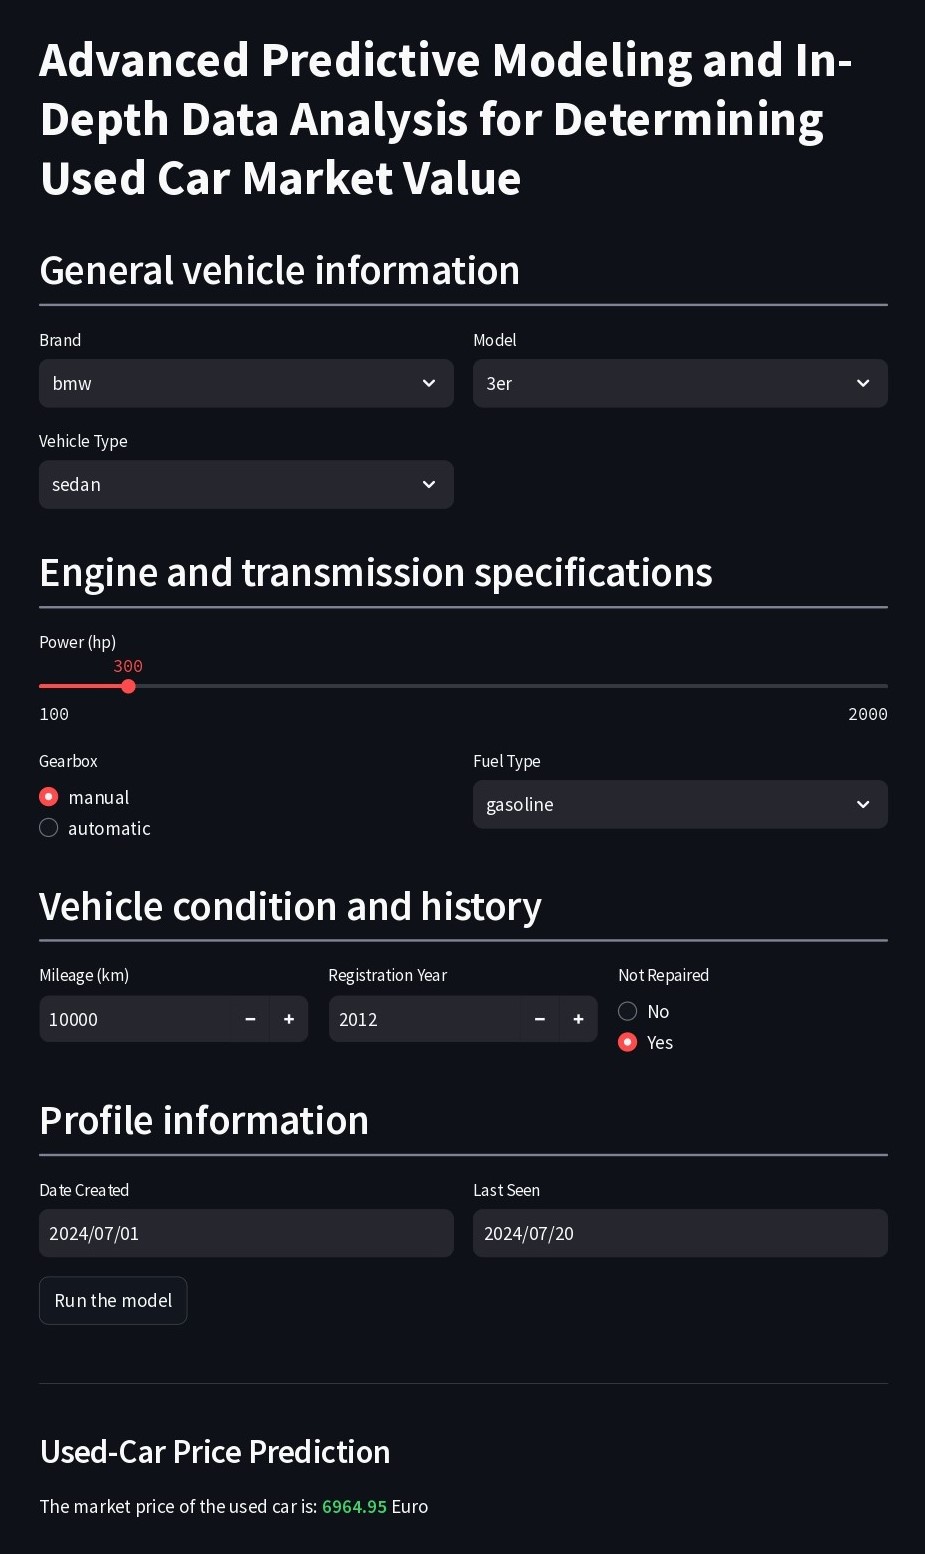 Advanced Predictive Modeling and In-
Depth Data Analysis for Determining
Used Car Market Value
General vehicle information
Brand
bmw
Model
3er
Vehicle Type
sedan
Engine and transmission specifications
Power (hp)
300
100
2000
Gearbox
manual
automatic
Fuel Type
gasoline
Vehicle condition and history
Mileage (km)
10000
Registration Year
2012
Not Repaired
No
Yes
Profile information
Date Created
2024/07/01
Last Seen
2024/07/20
Run the model
Used-Car Price Prediction
The market price of the used car is: 6964.95 Euro